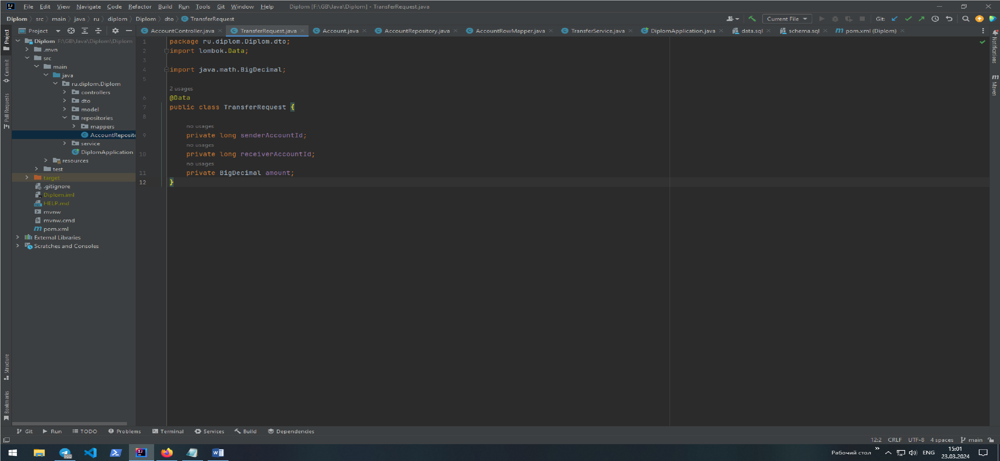 File Edit View Navigate Code Refactor Build Run Tools Git Window Help Diplom [F:\GB\Java\Diplom] - TransferRequest.java
Diplom src main java ru diplom Diplom dto TransferRequest Current File Git:
Project AccountController.java TransferRequest.java Account.java AccountRepository.java AccountRowMapper.java TransferService.java DiplomApplication.java data.sql schema.sql pom.xml (Diplom)
Project
Commit
Pull Requests
Structure
Bookmarks
Diplom F:\GB\Java\Diplom\Diplom
.mvn
src
main
java
ru.diplom.Diplom
controllers
dto
model
repositories
mappers
AccountReposito
service
DiplomApplication
resources
test
target
.gitignore
Diplom.iml
HELP.md
mvnw
mvnw.cmd
pom.xml
External Libraries
Scratches and Consoles
1 package ru.diplom.Diplom.dto;
2 import lombok.Data;
3
4 import java.math.BigDecimal;
5
2 usages
6 @Data
7 public class TransferRequest {
8
no usages
9 private long senderAccountId;
no usages
10 private long receiverAccountId;
no usages
11 private BigDecimal amount;
12 }
Notifications
Maven
Git Run TODO Problems Terminal Services Build Dependencies
12:2 CRLF UTF-8 4 spaces main
Рабочий стол ENG 15:01
23.03.2024